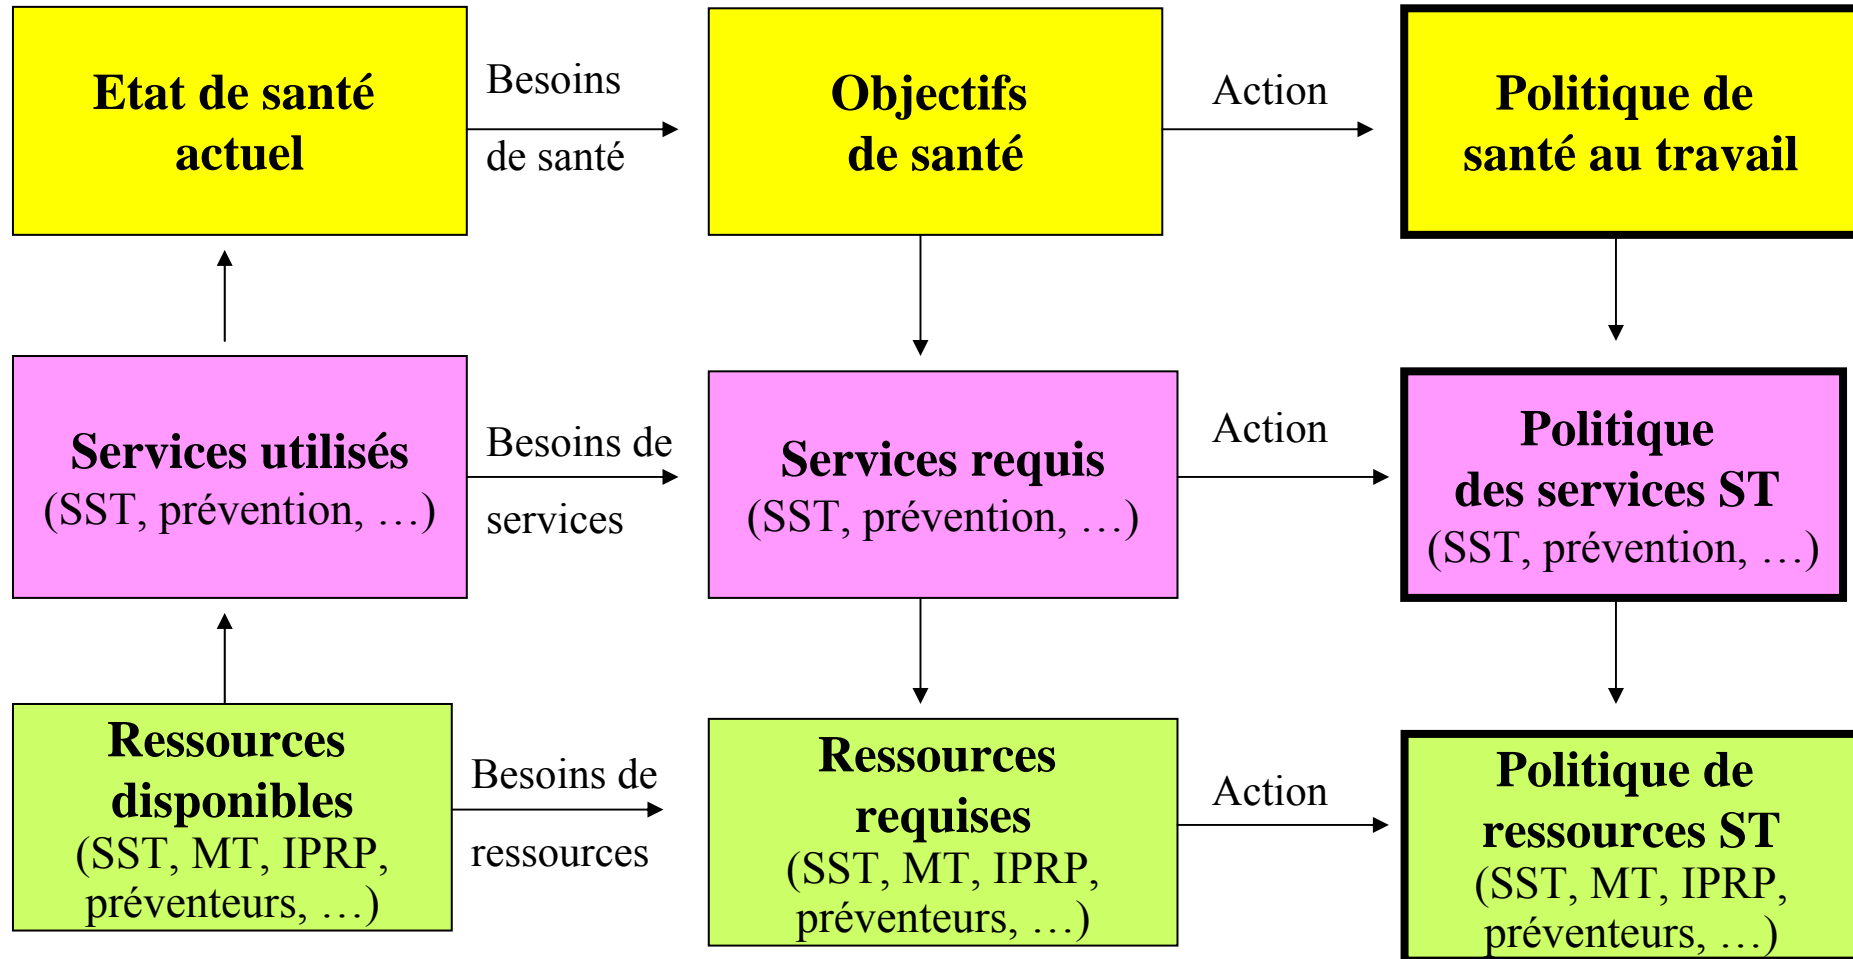 Etat de santé
actuel
Besoins
de santé
Objectifs
de santé
Action
Politique de
santé au travail
Services utilisés
(SST, prévention, …)
Besoins de
services
Services requis
(SST, prévention, …)
Action
Politique
des services ST
(SST, prévention, …)
Ressources
disponibles
(SST, MT, IPRP,
préventeurs, …)
Besoins de
ressources
Ressources
requises
(SST, MT, IPRP,
préventeurs, …)
Action
Politique de
ressources ST
(SST, MT, IPRP,
préventeurs, …)